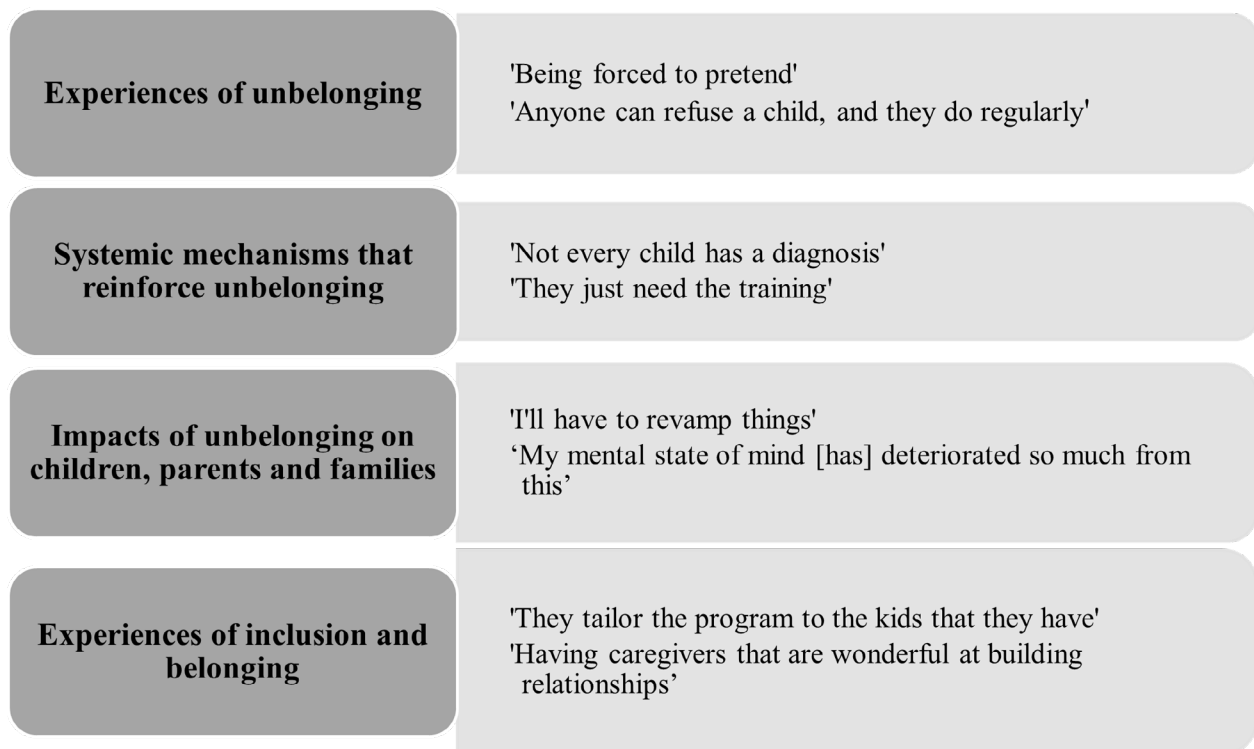 Experiences of unbelonging
'Being forced to pretend'
'Anyone can refuse a child, and they do regularly'
Systemic mechanisms that
reinforce unbelonging
'Not every child has a diagnosis'
'They just need the training'
Impacts of unbelonging on
children, parents and families
'I'll have to revamp things'
‘My mental state of mind [has] deteriorated so much from
this’
Experiences of inclusion and
belonging
'They tailor the program to the kids that they have'
'Having caregivers that are wonderful at building
relationships’